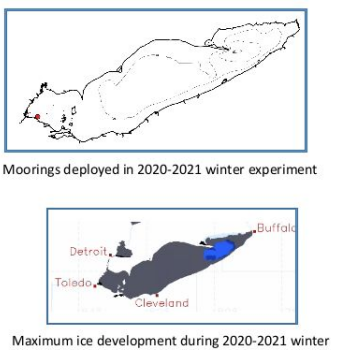 Moorings deployed in 2020-2021 winter experiment
Buffalo
Detroit
Toledo
Cleveland
Maximum ice development during 2020-2021 winter